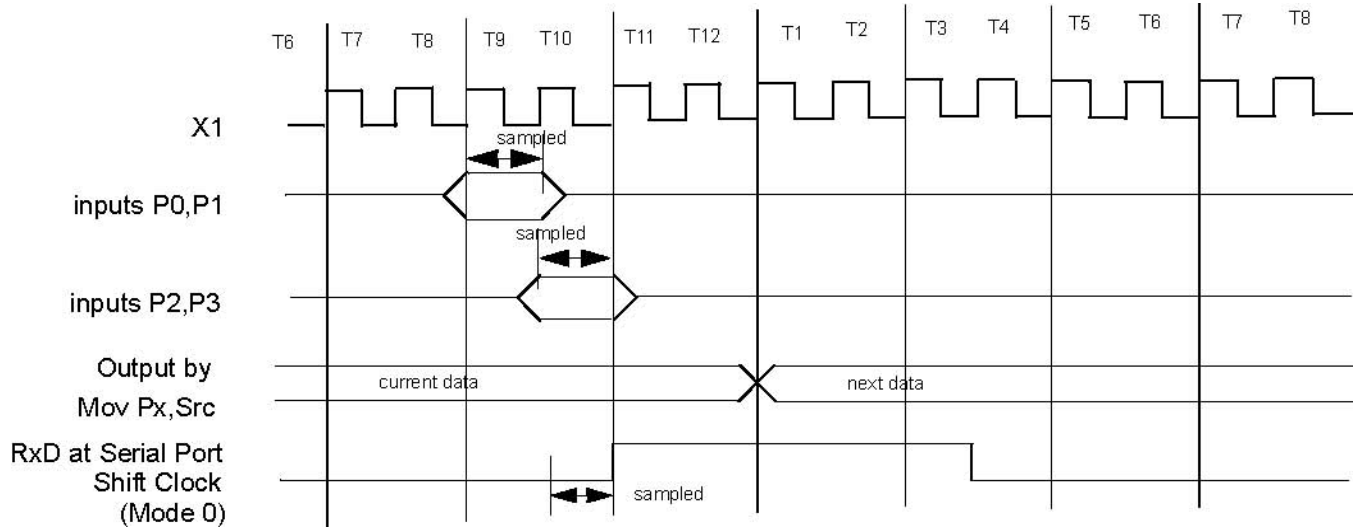 T6 T7 T8 T9 T10 T11 T12 T1 T2 T3 T4 T5 T6 T7 T8
X1
sampled
inputs P0,P1
sampled
inputs P2,P3
Output by
current data next data
Mov Px,Src
RxD at Serial Port
Shift Clock
sampled
(Mode 0)